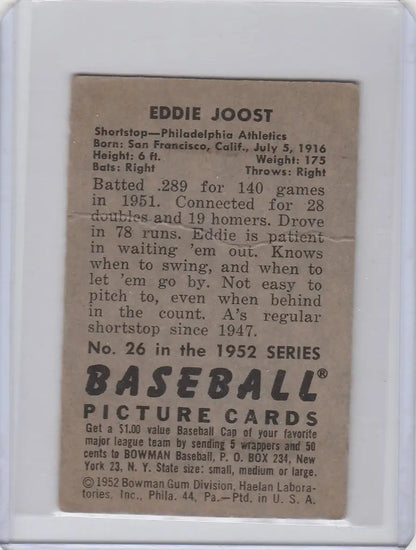 EDDIE JOOST
Shortstop—Philadelphia Athletics
Born: San Francisco, Calif., July 5, 1916
Height: 6 ft. Weight: 175
Bats: Right Throws: Right
Batted .289 for 140 games
in 1951. Connected for 28
doubles and 19 homers. Drove
in 78 runs. Eddie is patient
in waiting 'em out. Knows
when to swing, and when to
let 'em go by. Not easy to
pitch to, even when behind
in the count. A's regular
shortstop since 1947.
No. 26 in the 1952 SERIES
BASEBALL®
PICTURE CARDS
Get a $1.00 value Baseball Cap of your favorite
major league team by sending 5 wrappers and 50
cents to BOWMAN Baseball, P. O. BOX 234, New
York 23, N. Y. State size: small, medium or large.
©1952 Bowman Gum Division, Haelan Labora-
tories, Inc., Phila. 44, Pa.—Ptd. in U. S. A.